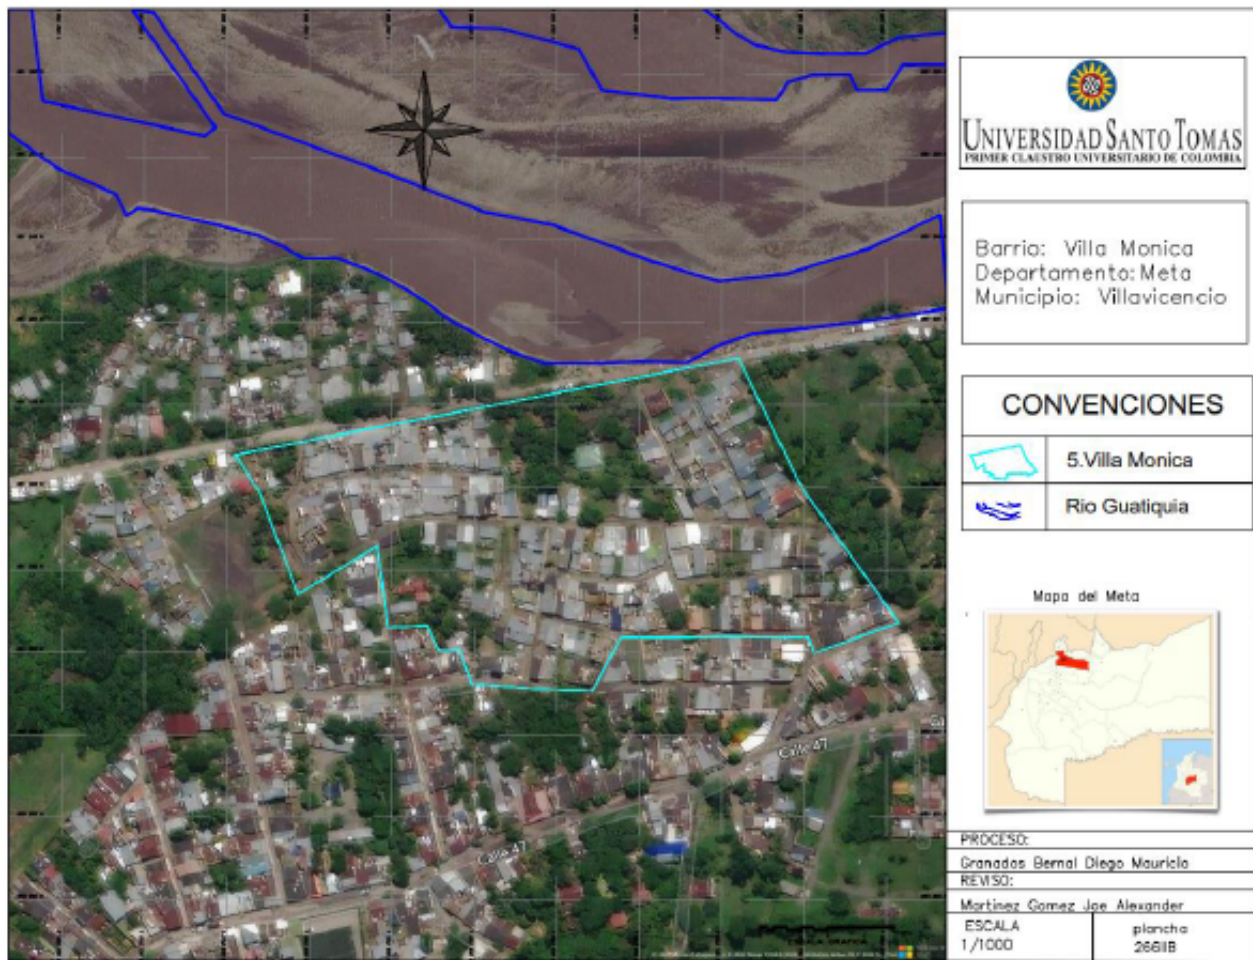 UNIVERSIDAD SANTO TOMAS
PRIMER CLAUSTRO UNIVERSITARIO DE COLOMBIA
Barrio: Villa Monica
Departamento: Meta
Municipio: Villavicencio
CONVENCIONES
5.Villa Monica
Rio Guatiquia
Mapa del Meta
PROCESO:
Granados Bernal Diego Mauricio
REVISO:
Martinez Gomez Joe Alexander
ESCALA
1/1000
plancha
266IIB
Calle 47
Calle 47
ESCALA GRAFICA